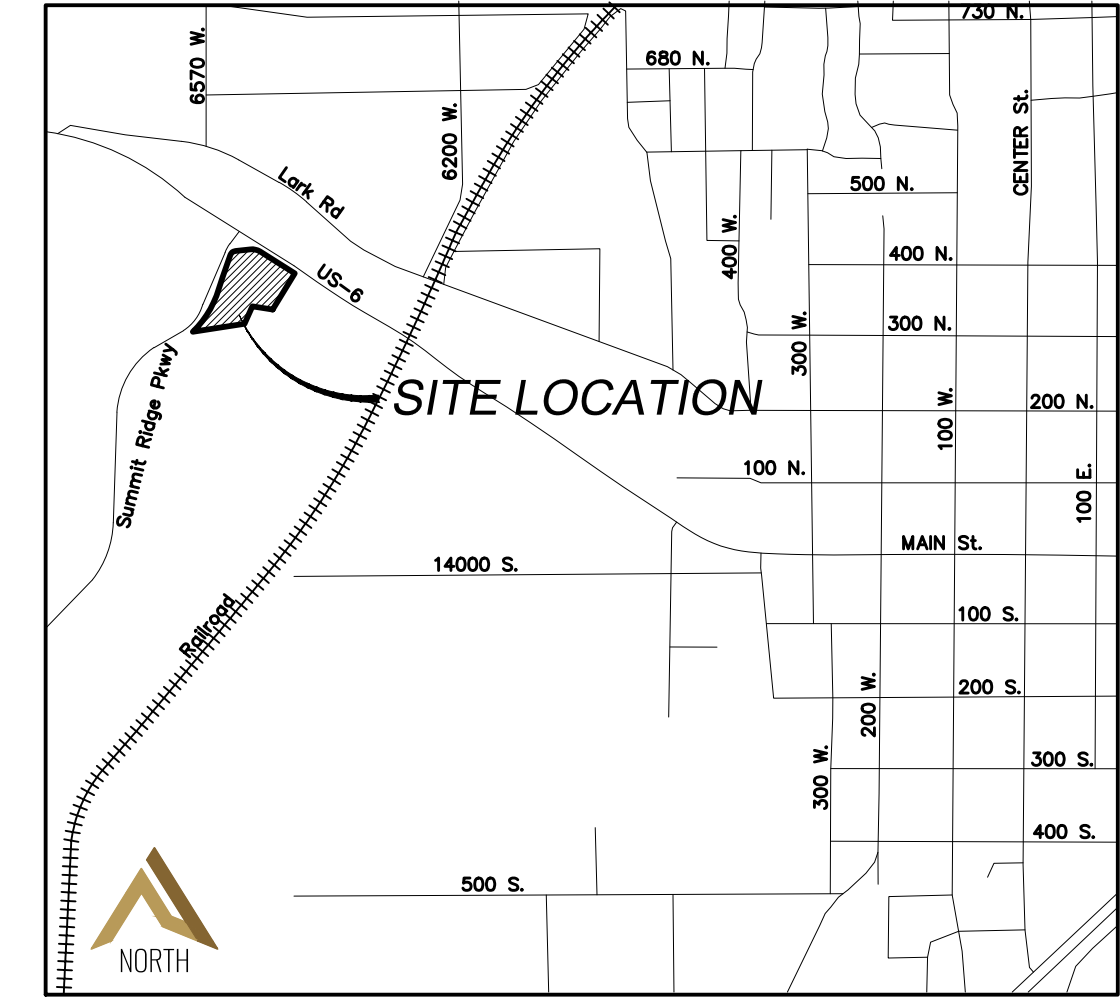 730 N.
6570 W.
680 N.
6200 W.
CENTER St.
Lark Rd
500 N.
400 W.
400 N.
US-6
300 N.
300 W.
Summit Ridge Pkwy
SITE LOCATION
200 N.
100 W.
100 N.
100 E.
MAIN St.
14000 S.
Railroad
100 S.
200 S.
200 W.
300 W.
300 S.
400 S.
500 S.
NORTH